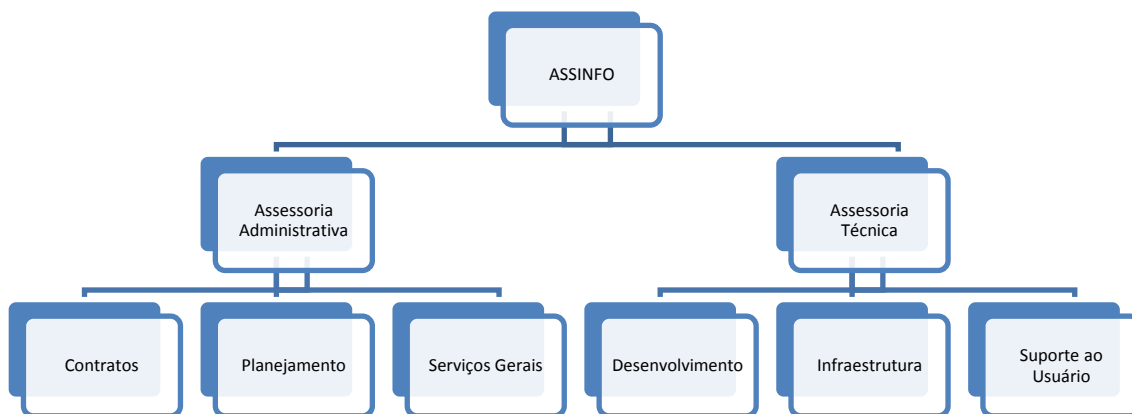 ASSINFO
Assessoria
Administrativa
Assessoria
Técnica
Contratos
Planejamento
Serviços Gerais
Desenvolvimento
Infraestrutura
Suporte ao
Usuário